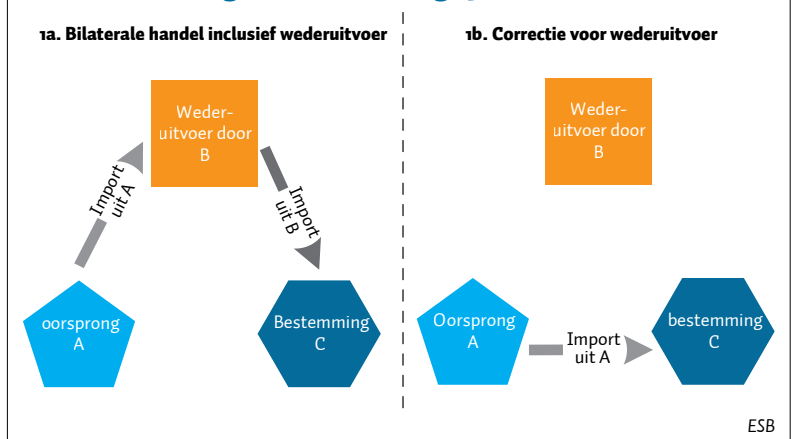 1a. Bilaterale handel inclusief wederuitvoer
Weder-
uitvoer door
B
Import
uit A
Import
uit B
oorsprong
A
Bestemming
C
1b. Correctie voor wederuitvoer
Weder-
uitvoer door
B
Oorsprong
A
Import
uit A
bestemming
C
ESB